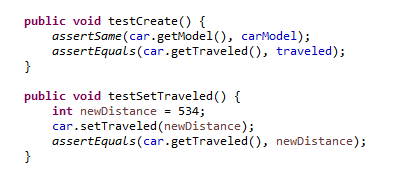 public void testCreate() {
    assertSame(car.getModel(), carModel);
    assertEquals(car.getTraveled(), traveled);
}

public void testSetTraveled() {
    int newDistance = 534;
    car.setTraveled(newDistance);
    assertEquals(car.getTraveled(), newDistance);
}